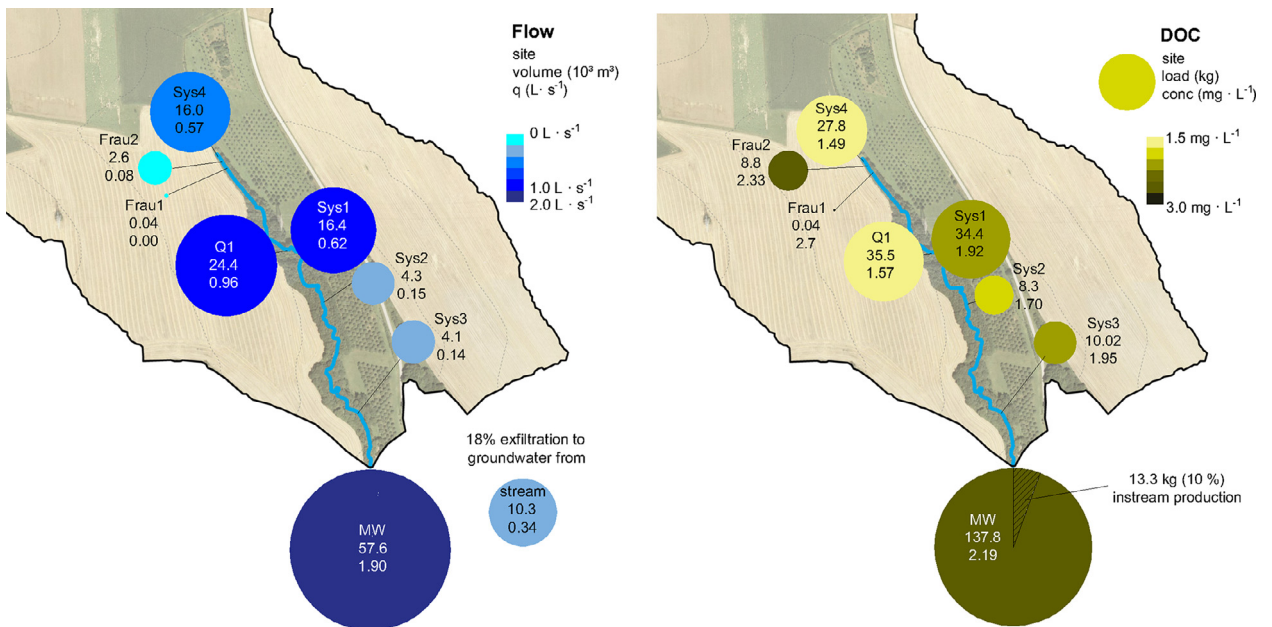 Flow
site
volume (10³ m³)
q (L· s⁻¹)
0 L · s⁻¹
1.0 L · s⁻¹
2.0 L · s⁻¹
Sys4
16.0
0.57
Frau2
2.6
0.08
Frau1
0.04
0.00
Sys1
16.4
0.62
Q1
24.4
0.96
Sys2
4.3
0.15
Sys3
4.1
0.14
18% exfiltration to
groundwater from
stream
10.3
0.34
MW
57.6
1.90
DOC
site
load (kg)
conc (mg · L⁻¹)
1.5 mg · L⁻¹
3.0 mg · L⁻¹
Sys4
27.8
1.49
Frau2
8.8
2.33
Frau1
0.04
2.7
Sys1
34.4
1.92
Q1
35.5
1.57
Sys2
8.3
1.70
Sys3
10.02
1.95
13.3 kg (10 %)
instream production
MW
137.8
2.19